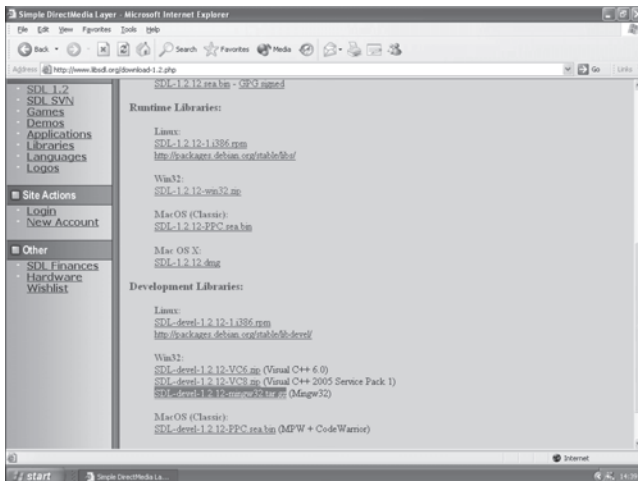 Simple DirectMedia Layer - Microsoft Internet Explorer
File Edit View Favorites Tools Help
Back Search Favorites Media
Address http://www.libsdl.org/download-1.2.php Go Links
SDL 1.2
SDL SVN
Games
Demos
Applications
Libraries
Languages
Logos
Site Actions
Login
New Account
Other
SDL Finances
Hardware
Wishlist
SDL-1.2.12.sea.bin - GPG signed
Runtime Libraries:
Linux:
SDL-1.2.12-1.i386.rpm
http://packages.debian.org/stable/libs/
Win32:
SDL-1.2.12-win32.zip
MacOS (Classic):
SDL-1.2.12-PPC.sea.bin
Mac OS X:
SDL-1.2.12.dmg
Development Libraries:
Linux:
SDL-devel-1.2.12-1.i386.rpm
http://packages.debian.org/stable/libdevel/
Win32:
SDL-devel-1.2.12-VC6.zip (Visual C++ 6.0)
SDL-devel-1.2.12-VC8.zip (Visual C++ 2005 Service Pack 1)
SDL-devel-1.2.12-mingw32.tar.gz (Mingw32)
MacOS (Classic):
SDL-devel-1.2.12-PPC.sea.bin (MPW + CodeWarrior)
Internet
start Simple DirectMedia La...